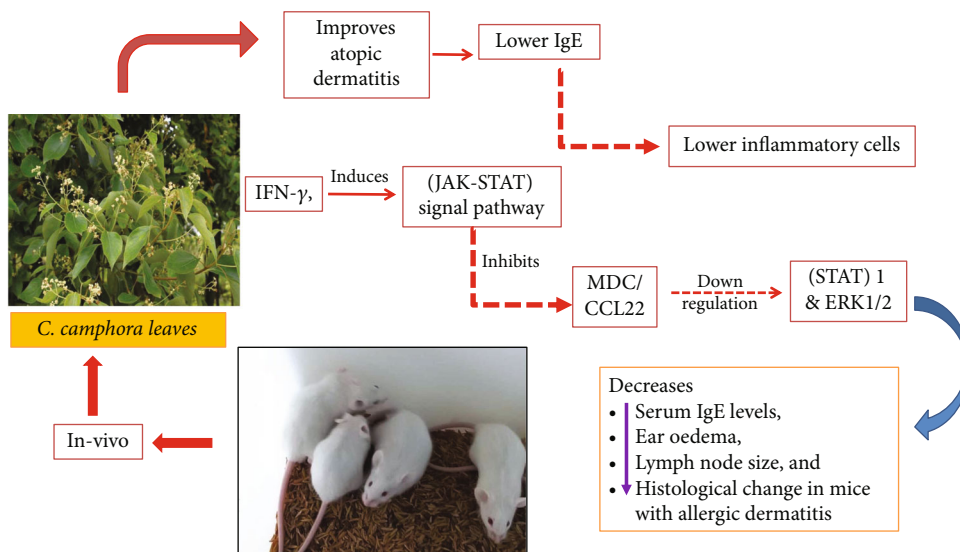 Improves
atopic
dermatitis
Lower IgE
Lower inflammatory cells
IFN-γ,
Induces
(JAK-STAT)
signal pathway
Inhibits
MDC/
CCL22
Down
regulation
(STAT) 1
& ERK1/2
C. camphora leaves
In-vivo
Decreases
• Serum IgE levels,
• Ear oedema,
• Lymph node size, and
• Histological change in mice
with allergic dermatitis